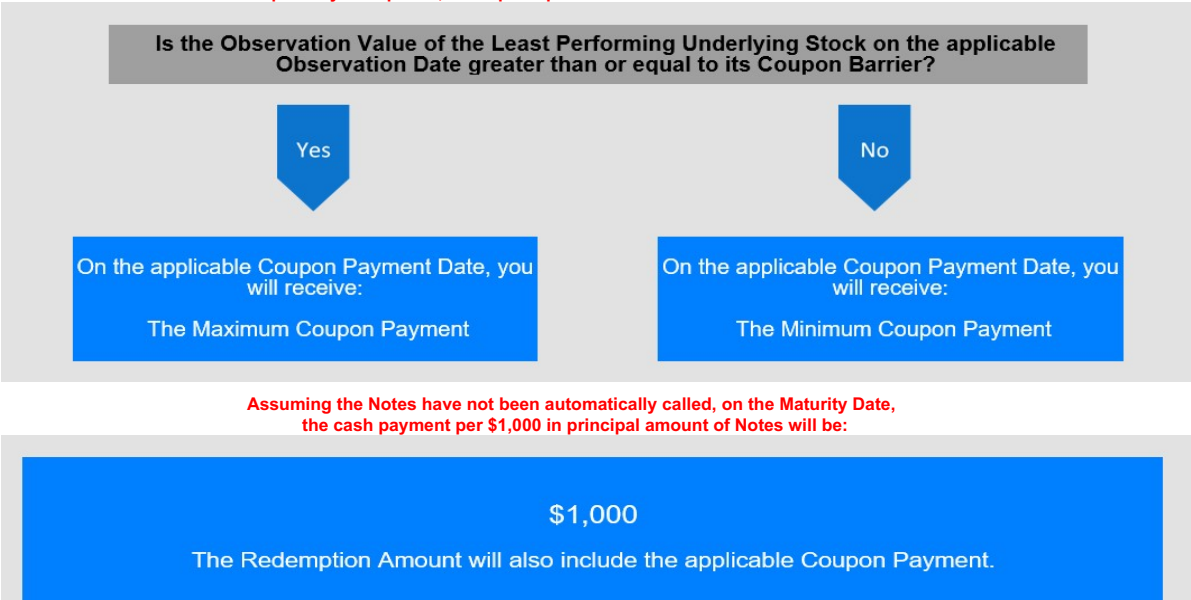 Is the Observation Value of the Least Performing Underlying Stock on the applicable
Observation Date greater than or equal to its Coupon Barrier?
Yes
No
On the applicable Coupon Payment Date, you
will receive:
The Maximum Coupon Payment
On the applicable Coupon Payment Date, you
will receive:
The Minimum Coupon Payment
Assuming the Notes have not been automatically called, on the Maturity Date,
the cash payment per $1,000 in principal amount of Notes will be:
$1,000
The Redemption Amount will also include the applicable Coupon Payment.